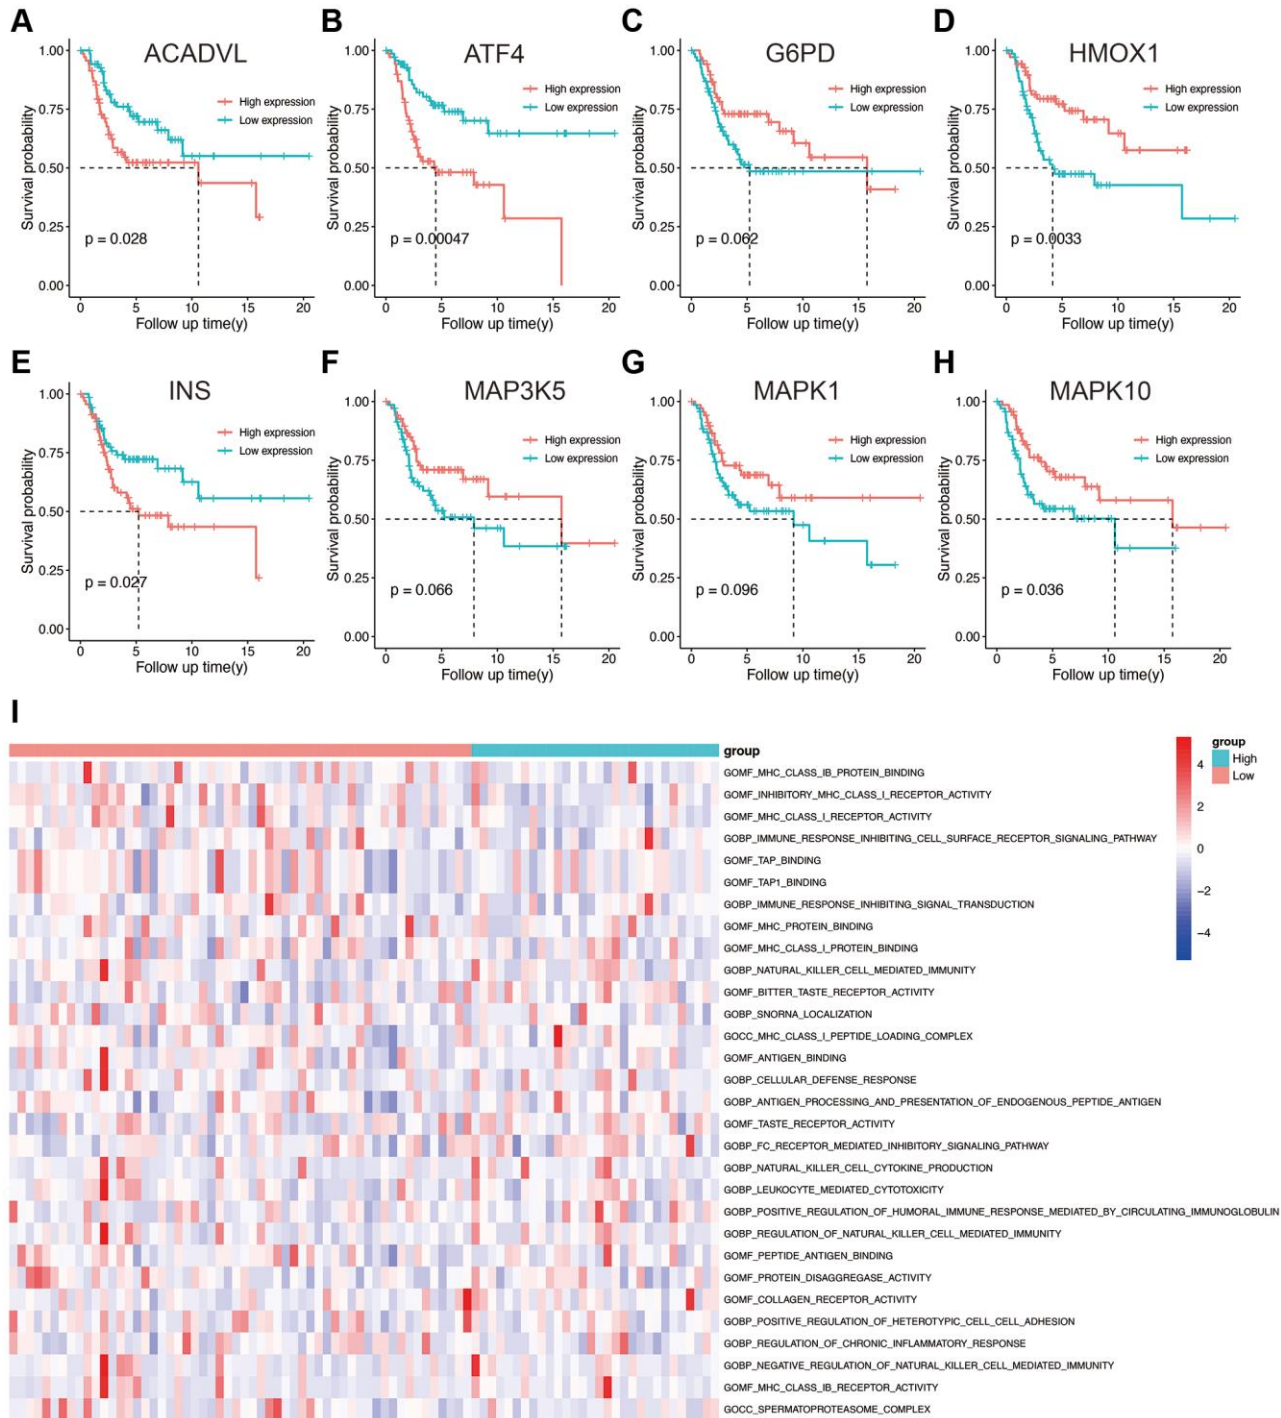 A
ACADVL
1.00
0.75
0.50
0.25
0.00
Survival probability
High expression
Low expression
p = 0.028
0 5 10 15 20
Follow up time(y)
B
ATF4
1.00
0.75
0.50
0.25
0.00
Survival probability
High expression
Low expression
p = 0.00047
0 5 10 15 20
Follow up time(y)
C
G6PD
1.00
0.75
0.50
0.25
0.00
Survival probability
High expression
Low expression
p = 0.062
0 5 10 15 20
Follow up time(y)
D
HMOX1
1.00
0.75
0.50
0.25
0.00
Survival probability
High expression
Low expression
p = 0.0033
0 5 10 15 20
Follow up time(y)
E
INS
1.00
0.75
0.50
0.25
0.00
Survival probability
High expression
Low expression
p = 0.027
0 5 10 15 20
Follow up time(y)
F
MAP3K5
1.00
0.75
0.50
0.25
0.00
Survival probability
High expression
Low expression
p = 0.066
0 5 10 15 20
Follow up time(y)
G
MAPK1
1.00
0.75
0.50
0.25
0.00
Survival probability
High expression
Low expression
p = 0.096
0 5 10 15 20
Follow up time(y)
H
MAPK10
1.00
0.75
0.50
0.25
0.00
Survival probability
High expression
Low expression
p = 0.036
0 5 10 15 20
Follow up time(y)
I
group
GOMF_MHC_CLASS_IB_PROTEIN_BINDING
GOMF_INHIBITORY_MHC_CLASS_I_RECEPTOR_ACTIVITY
GOMF_MHC_CLASS_I_RECEPTOR_ACTIVITY
GOBP_IMMUNE_RESPONSE_INHIBITING_CELL_SURFACE_RECEPTOR_SIGNALING_PATHWAY
GOMF_TAP_BINDING
GOMF_TAP1_BINDING
GOBP_IMMUNE_RESPONSE_INHIBITING_SIGNAL_TRANSDUCTION
GOMF_MHC_PROTEIN_BINDING
GOMF_MHC_CLASS_I_PROTEIN_BINDING
GOBP_NATURAL_KILLER_CELL_MEDIATED_IMMUNITY
GOMF_BITTER_TASTE_RECEPTOR_ACTIVITY
GOBP_SNORNA_LOCALIZATION
GOCC_MHC_CLASS_I_PEPTIDE_LOADING_COMPLEX
GOMF_ANTIGEN_BINDING
GOBP_CELLULAR_DEFENSE_RESPONSE
GOBP_ANTIGEN_PROCESSING_AND_PRESENTATION_OF_ENDOGENOUS_PEPTIDE_ANTIGEN
GOMF_TASTE_RECEPTOR_ACTIVITY
GOBP_FC_RECEPTOR_MEDIATED_INHIBITORY_SIGNALING_PATHWAY
GOBP_NATURAL_KILLER_CELL_CYTOKINE_PRODUCTION
GOBP_LEUKOCYTE_MEDIATED_CYTOTOXICITY
GOBP_POSITIVE_REGULATION_OF_HUMORAL_IMMUNE_RESPONSE_MEDIATED_BY_CIRCULATING_IMMUNOGLOBULIN
GOBP_REGULATION_OF_NATURAL_KILLER_CELL_MEDIATED_IMMUNITY
GOMF_PEPTIDE_ANTIGEN_BINDING
GOMF_PROTEIN_DISAGGREGASE_ACTIVITY
GOMF_COLLAGEN_RECEPTOR_ACTIVITY
GOBP_POSITIVE_REGULATION_OF_HETEROTYPIC_CELL_CELL_ADHESION
GOBP_REGULATION_OF_CHRONIC_INFLAMMATORY_RESPONSE
GOBP_NEGATIVE_REGULATION_OF_NATURAL_KILLER_CELL_MEDIATED_IMMUNITY
GOMF_MHC_CLASS_IB_RECEPTOR_ACTIVITY
GOCC_SPERMATOPROTEASOME_COMPLEX
4
2
0
−2
−4
group
High
Low